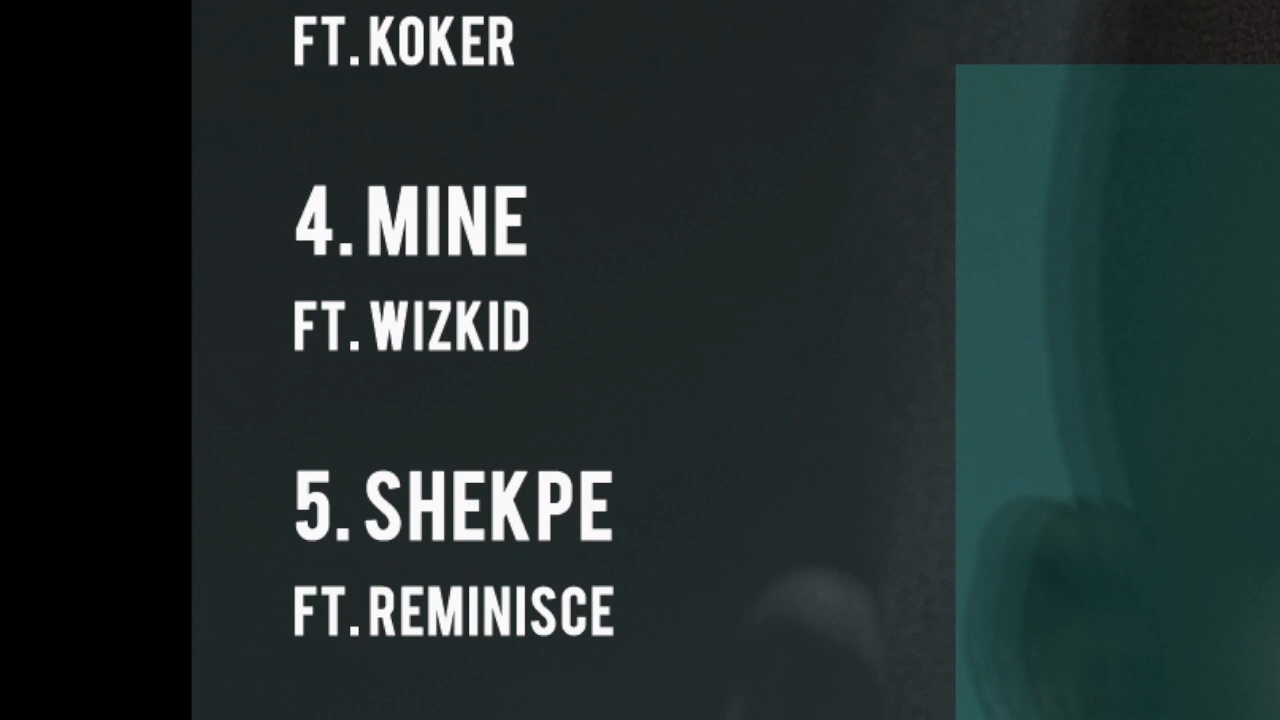 FT. KOKER
4. MINE
FT. WIZKID
5. SHEKPE
FT. REMINISCE